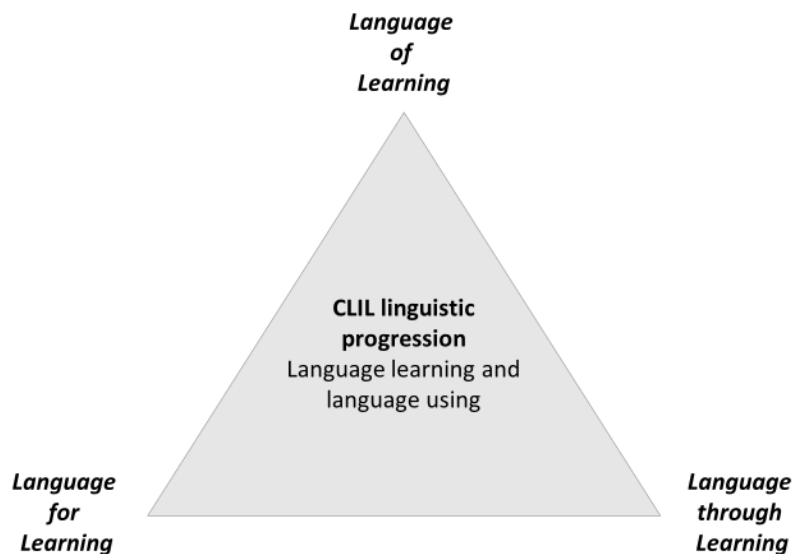 Language
of
Learning
CLIL linguistic
progression
Language learning and
language using
Language
for
Learning
Language
through
Learning